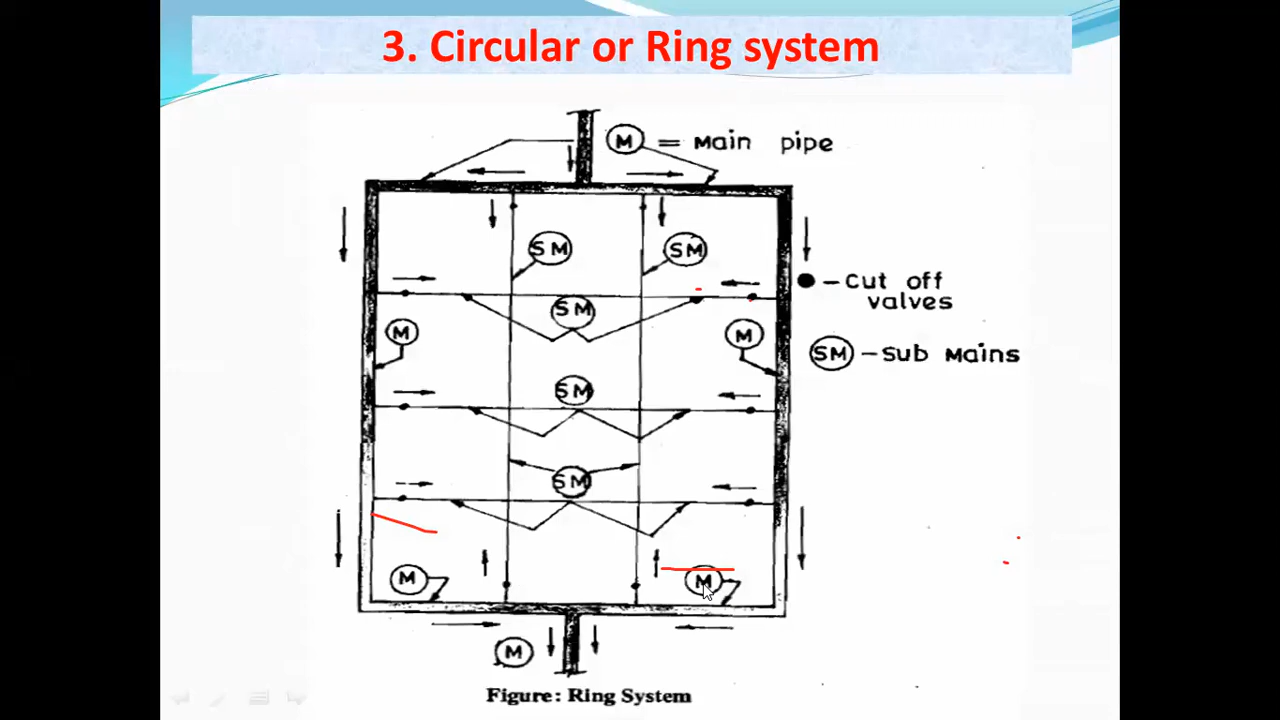 3. Circular or Ring system
M = Main pipe
SM SM
- Cut off
valves
SM
M M
SM - Sub Mains
SM
SM
M M
M
Figure: Ring System